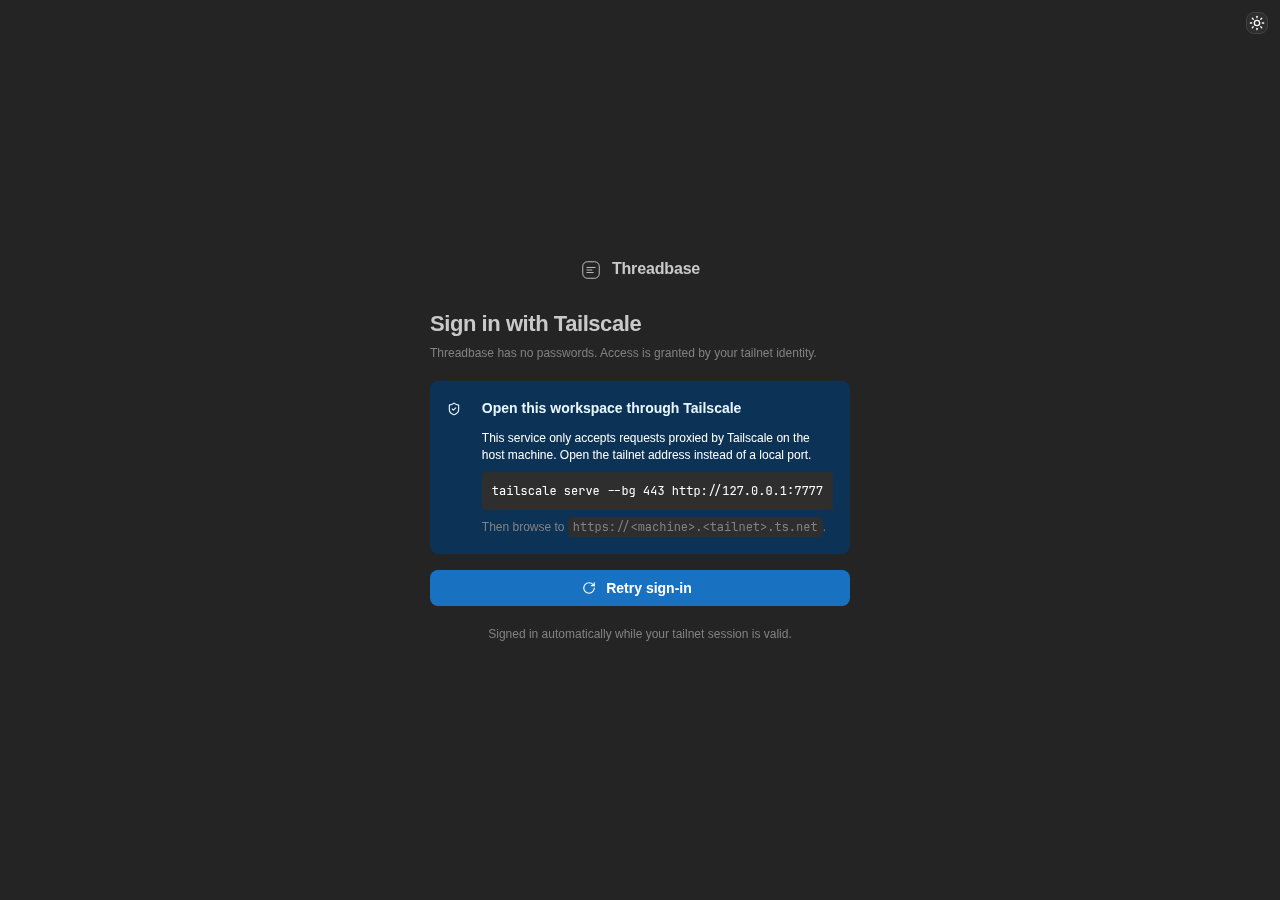 Threadbase
Sign in with Tailscale
Threadbase has no passwords. Access is granted by your tailnet identity.
Open this workspace through Tailscale
This service only accepts requests proxied by Tailscale on the
host machine. Open the tailnet address instead of a local port.
tailscale serve --bg 443 http://127.0.0.1:7777
Then browse to https://<machine>.<tailnet>.ts.net.
Retry sign-in
Signed in automatically while your tailnet session is valid.